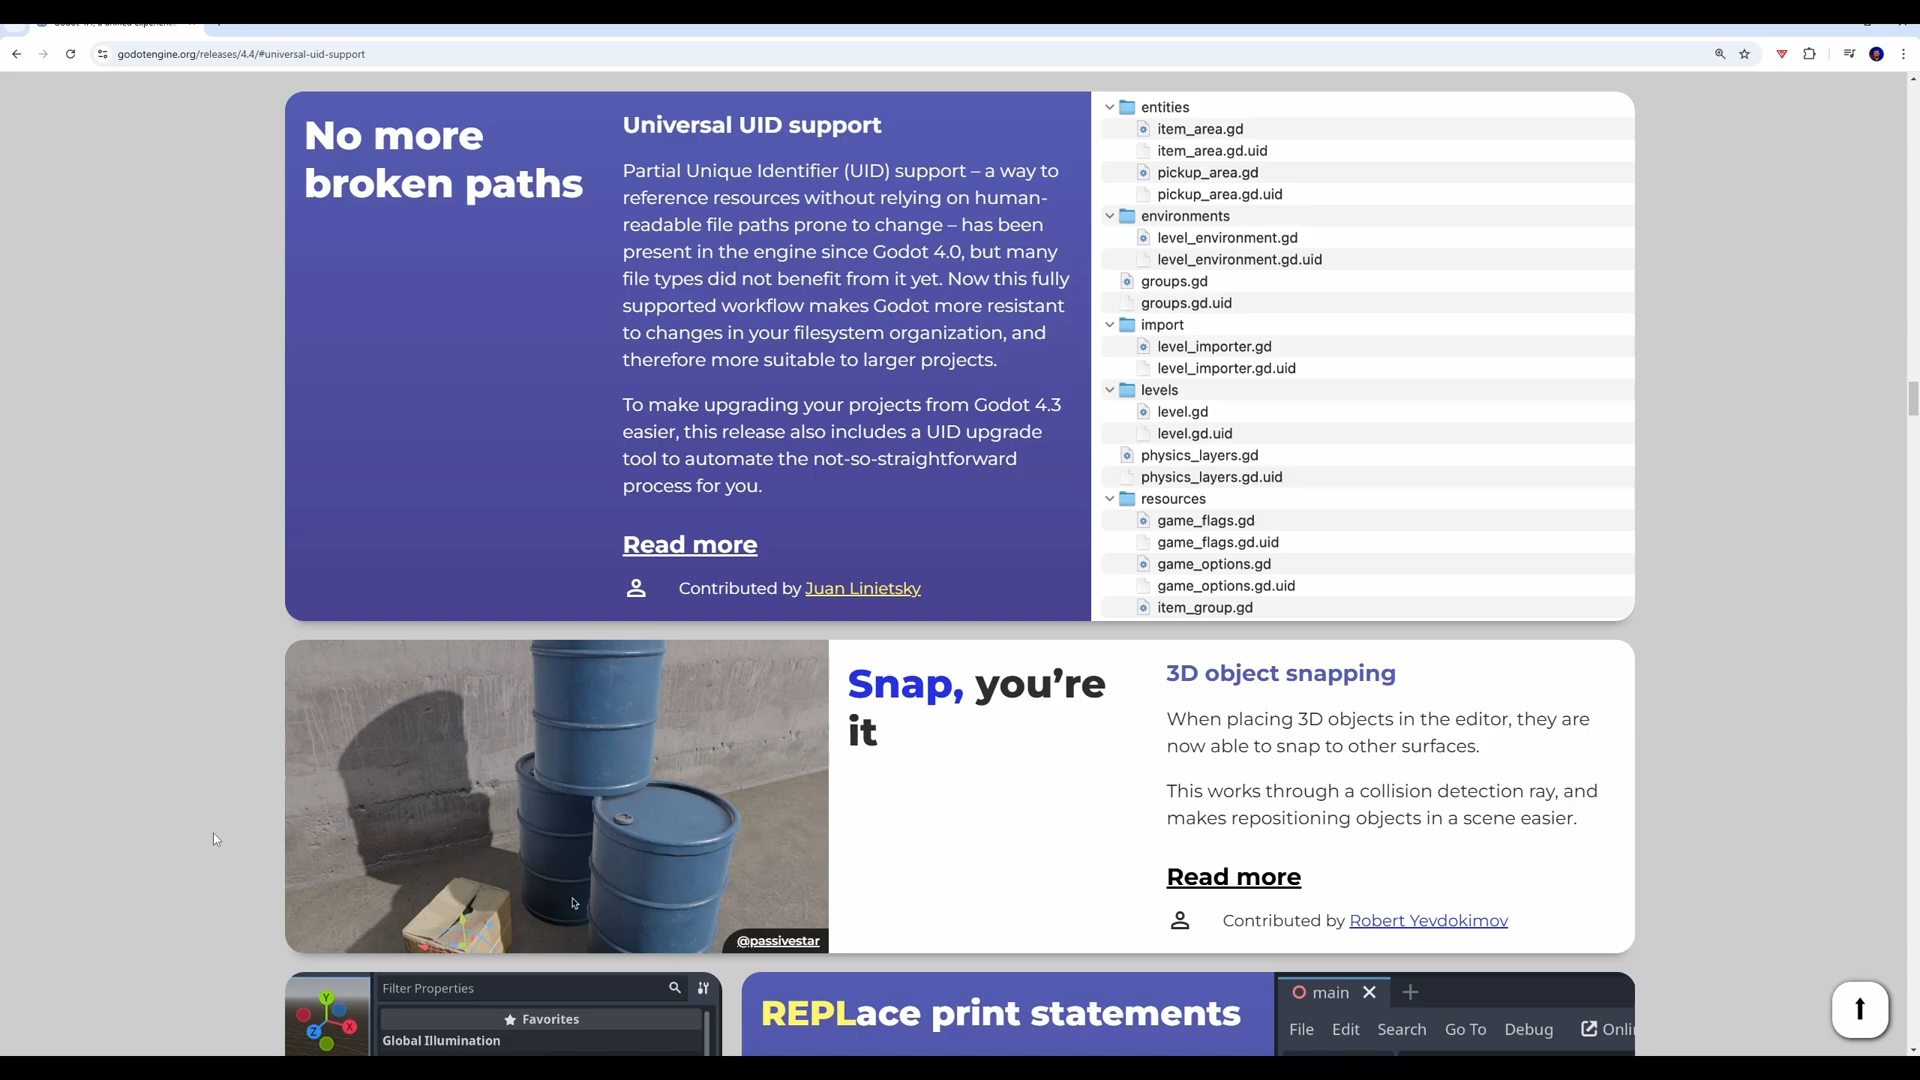 godotengine.org/releases/4.4/#universal-uid-support
No more
broken paths
Universal UID support
Partial Unique Identifier (UID) support – a way to
reference resources without relying on human-
readable file paths prone to change – has been
present in the engine since Godot 4.0, but many
file types did not benefit from it yet. Now this fully
supported workflow makes Godot more resistant
to changes in your filesystem organization, and
therefore more suitable to larger projects.
To make upgrading your projects from Godot 4.3
easier, this release also includes a UID upgrade
tool to automate the not-so-straightforward
process for you.
Read more
Contributed by Juan Linietsky
entities
item_area.gd
item_area.gd.uid
pickup_area.gd
pickup_area.gd.uid
environments
level_environment.gd
level_environment.gd.uid
groups.gd
groups.gd.uid
import
level_importer.gd
level_importer.gd.uid
levels
level.gd
level.gd.uid
physics_layers.gd
physics_layers.gd.uid
resources
game_flags.gd
game_flags.gd.uid
game_options.gd
game_options.gd.uid
item_group.gd
@passivestar
Snap, you’re
it
3D object snapping
When placing 3D objects in the editor, they are
now able to snap to other surfaces.
This works through a collision detection ray, and
makes repositioning objects in a scene easier.
Read more
Contributed by Robert Yevdokimov
Y
X
Z
Filter Properties
Favorites
Global Illumination
REPLace print statements
main
File Edit Search Go To Debug Onli